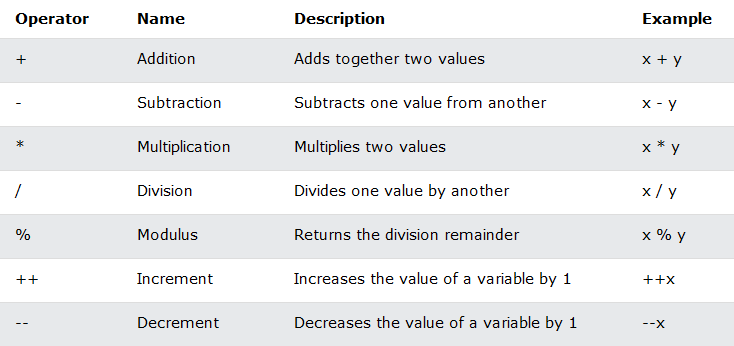 Operator Name Description Example
+ Addition Adds together two values x + y
- Subtraction Subtracts one value from another x - y
* Multiplication Multiplies two values x * y
/ Division Divides one value by another x / y
% Modulus Returns the division remainder x % y
++ Increment Increases the value of a variable by 1 ++x
-- Decrement Decreases the value of a variable by 1 --x